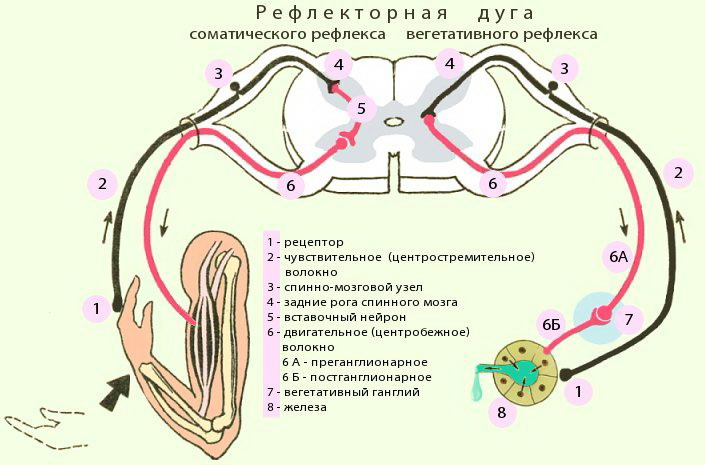 Рефлекторная дуга
соматического рефлекса вегетативного рефлекса
3
4
4
3
5
2
6
6
2
1
6А
6Б
7
8
1
1 - рецептор
2 - чувствительное (центростремительное)
волокно
3 - спинно-мозговой узел
4 - задние рога спинного мозга
5 - вставочный нейрон
6 - двигательное (центробежное)
волокно
6 А - преганглионарное
6 Б - постганглионарное
7 - вегетативный ганглий
8 - железа